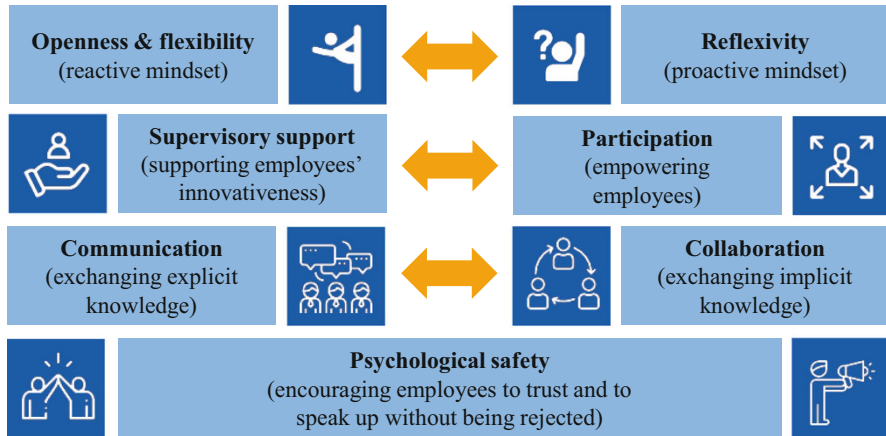 Openness & flexibility
(reactive mindset)
?
Reflexivity
(proactive mindset)
Supervisory support
(supporting employees’
innovativeness)
Participation
(empowering
employees)
Communication
(exchanging explicit
knowledge)
Collaboration
(exchanging implicit
knowledge)
Psychological safety
(encouraging employees to trust and to
speak up without being rejected)